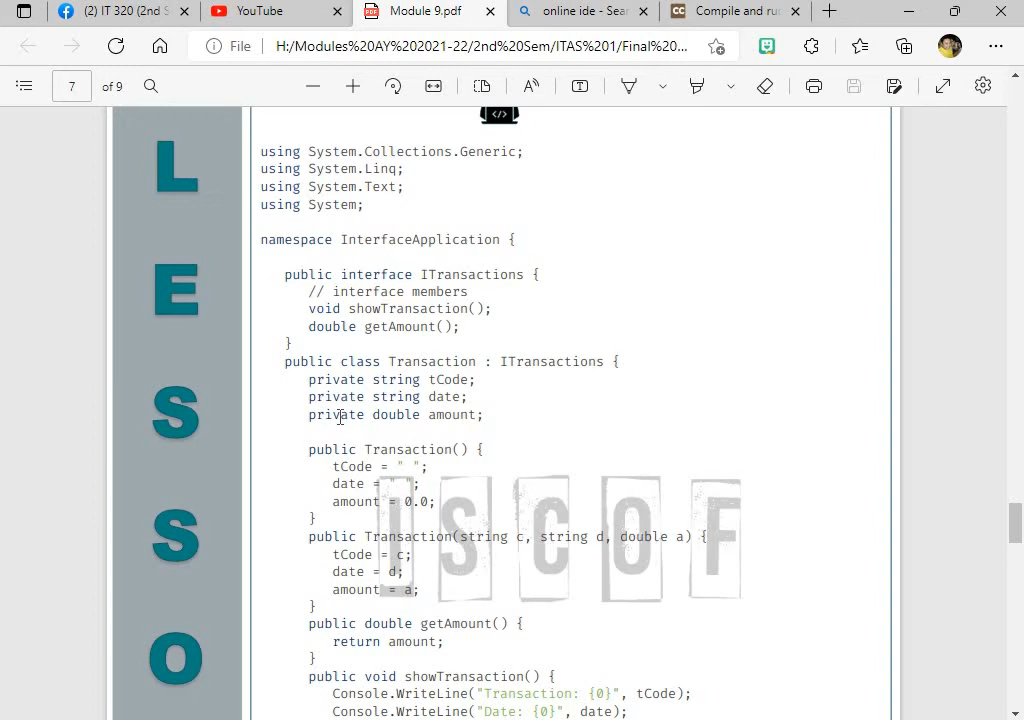 (2) IT 320 (2nd S
YouTube
Module 9.pdf
online ide - Sear
Compile and ru
File
H:/Modules%20AY%202021-22/2nd%20Sem/ITAS%201/Final%20...
7
of 9
</>
using System.Collections.Generic;
using System.Linq;
using System.Text;
using System;
namespace InterfaceApplication {
public interface ITransactions {
// interface members
void showTransaction();
double getAmount();
}
public class Transaction : ITransactions {
private string tCode;
private string date;
private double amount;
public Transaction() {
tCode = " ";
date = " ";
amount = 0.0;
}
public Transaction(string c, string d, double a) {
tCode = c;
date = d;
amount = a;
}
public double getAmount() {
return amount;
}
public void showTransaction() {
Console.WriteLine("Transaction: {0}", tCode);
Console.WriteLine("Date: {0}", date);
L
E
S
S
O
ISCOF